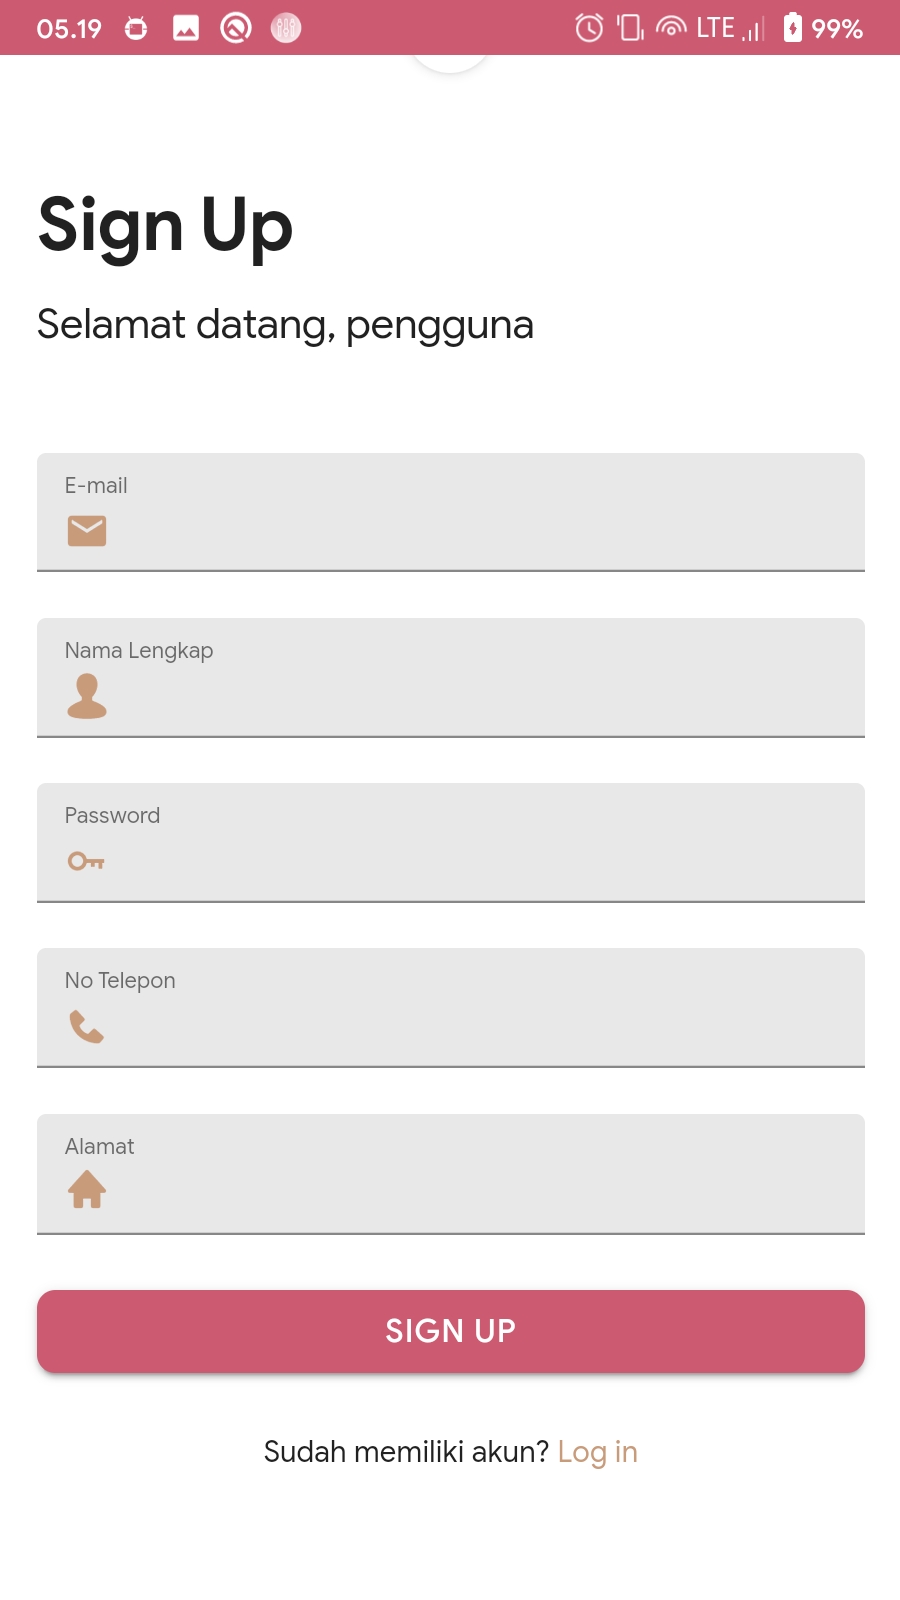 05.19 LTE 99%
Sign Up
Selamat datang, pengguna
E-mail
Nama Lengkap
Password
No Telepon
Alamat
SIGN UP
Sudah memiliki akun? Log in